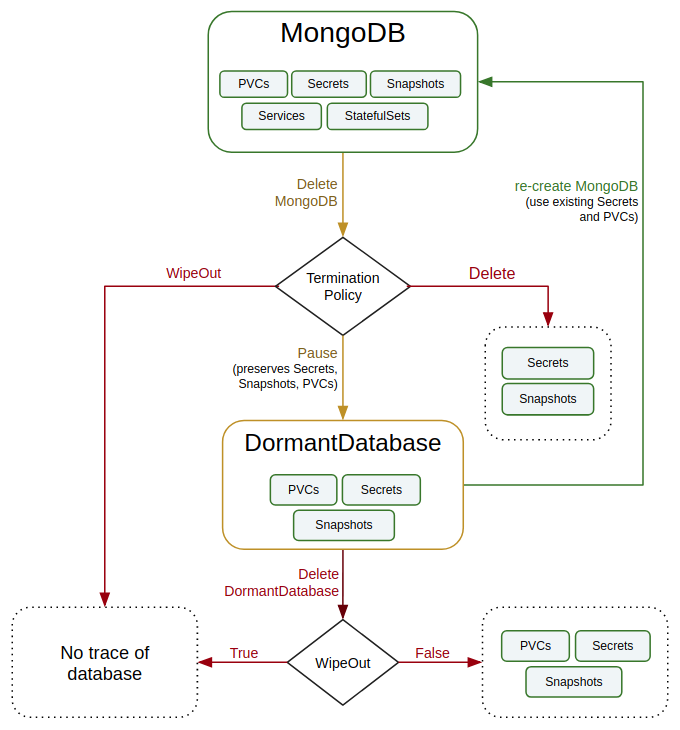 MongoDB
PVCs
Secrets
Snapshots
Services
StatefulSets
Delete
MongoDB
re-create MongoDB
(use existing Secrets
and PVCs)
WipeOut
Termination
Policy
Delete
Pause
(preserves Secrets,
Snapshots, PVCs)
Secrets
Snapshots
DormantDatabase
PVCs
Secrets
Snapshots
Delete
DormantDatabase
No trace of
database
True
WipeOut
False
PVCs
Secrets
Snapshots